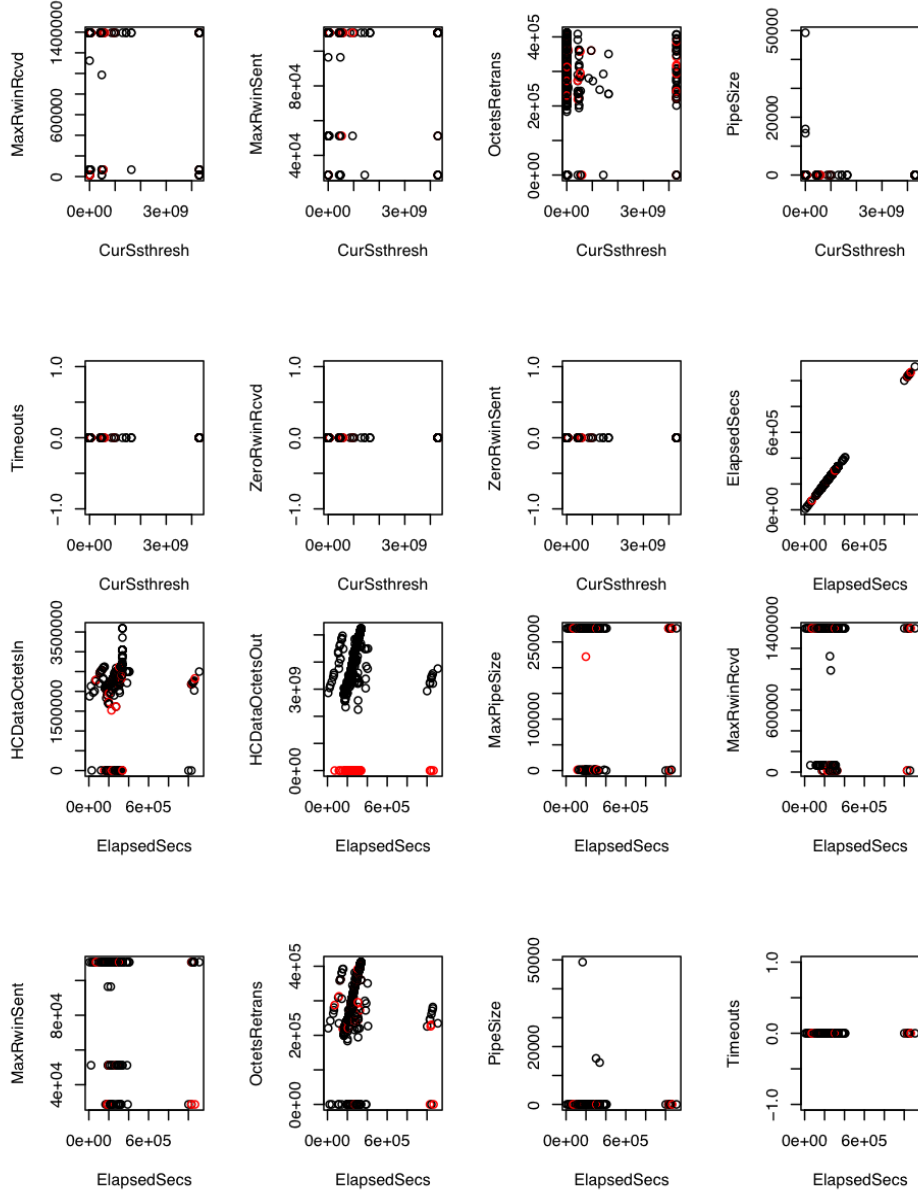 MaxRwinRcvd
0 600000 1400000
0e+00 3e+09
CurSsthresh
MaxRwinSent
4e+04 8e+04
0e+00 3e+09
CurSsthresh
OctetsRetrans
0e+00 2e+05 4e+05
0e+00 3e+09
CurSsthresh
PipeSize
0 20000 50000
0e+00 3e+09
CurSsthresh
Timeouts
−1.0 0.0 1.0
0e+00 3e+09
CurSsthresh
ZeroRwinRcvd
−1.0 0.0 1.0
0e+00 3e+09
CurSsthresh
ZeroRwinSent
−1.0 0.0 1.0
0e+00 3e+09
CurSsthresh
ElapsedSecs
0e+00 6e+05
0e+00 6e+05
ElapsedSecs
HCDataOctetsIn
0 1500000 3500000
0e+00 6e+05
ElapsedSecs
HCDataOctetsOut
0e+00 3e+09
0e+00 6e+05
ElapsedSecs
MaxPipeSize
0 100000 250000
0e+00 6e+05
ElapsedSecs
MaxRwinRcvd
0 600000 1400000
0e+00 6e+05
ElapsedSecs
MaxRwinSent
4e+04 8e+04
0e+00 6e+05
ElapsedSecs
OctetsRetrans
0e+00 2e+05 4e+05
0e+00 6e+05
ElapsedSecs
PipeSize
0 20000 50000
0e+00 6e+05
ElapsedSecs
Timeouts
−1.0 0.0 1.0
0e+00 6e+05
ElapsedSecs